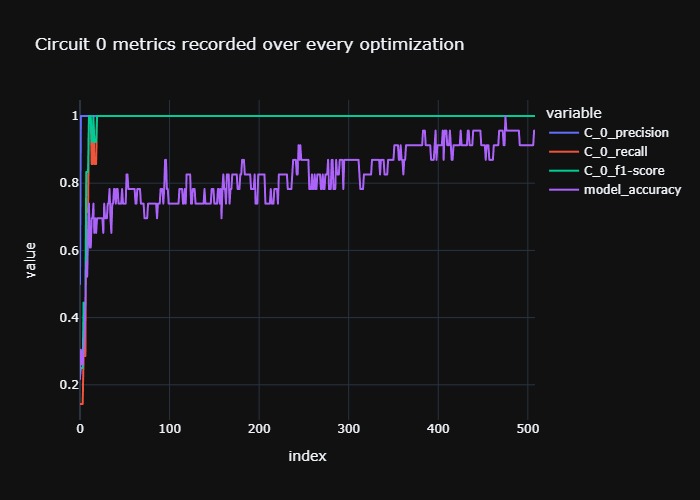 Circuit 0 metrics recorded over every optimization
variable
C_0_precision
C_0_recall
C_0_f1-score
model_accuracy
value
1
0.8
0.6
0.4
0.2
0 100 200 300 400 500
index